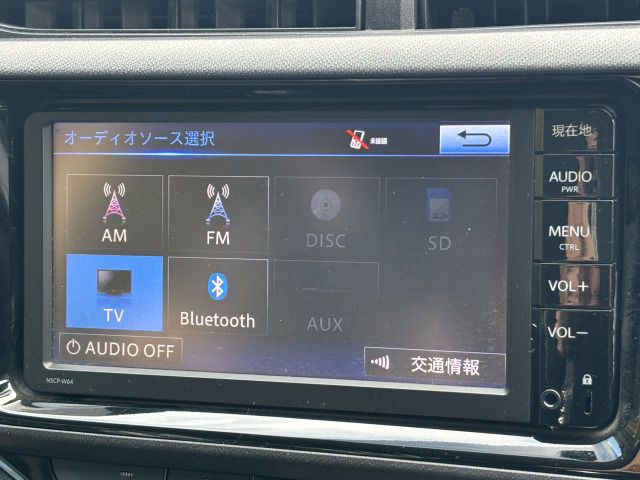 オーディオソース選択
未接続
AM
FM
DISC
SD
TV
Bluetooth
AUX
AUDIO OFF
交通情報
NSCP-W64
現在地
AUDIO
PWR
MENU
CTRL
VOL+
VOL−